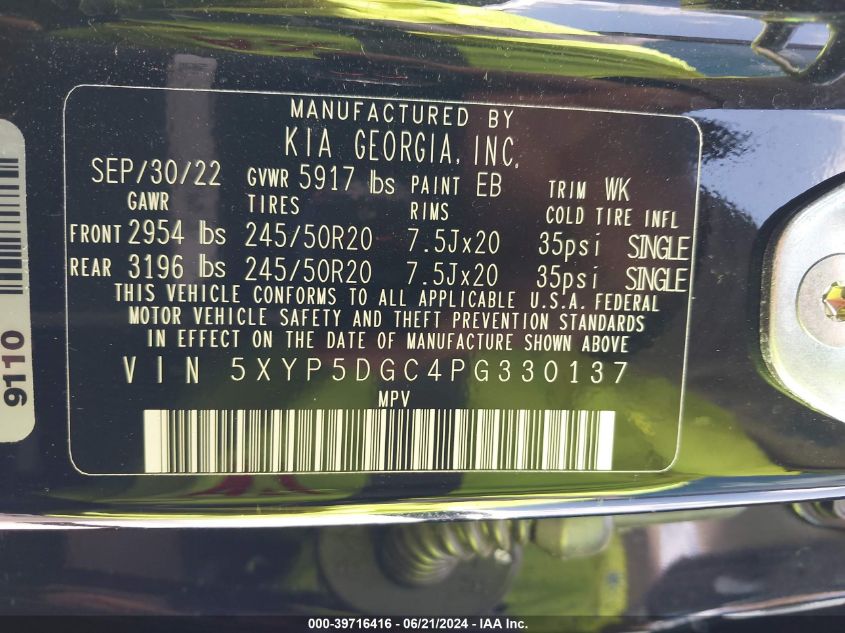 MANUFACTURED BY
KIA GEORGIA, INC.
SEP/30/22 GVWR 5917 lbs PAINT EB TRIM WK
GAWR TIRES RIMS COLD TIRE INFL
FRONT 2954 lbs 245/50R20 7.5Jx20 35psi SINGLE
REAR 3196 lbs 245/50R20 7.5Jx20 35psi SINGLE
THIS VEHICLE CONFORMS TO ALL APPLICABLE U.S.A. FEDERAL
MOTOR VEHICLE SAFETY AND THEFT PREVENTION STANDARDS
IN EFFECT ON THE DATE OF MANUFACTURE SHOWN ABOVE
VIN 5XYP5DGC4PG330137
MPV
9110
000-39716416 - 06/21/2024 - IAA Inc.